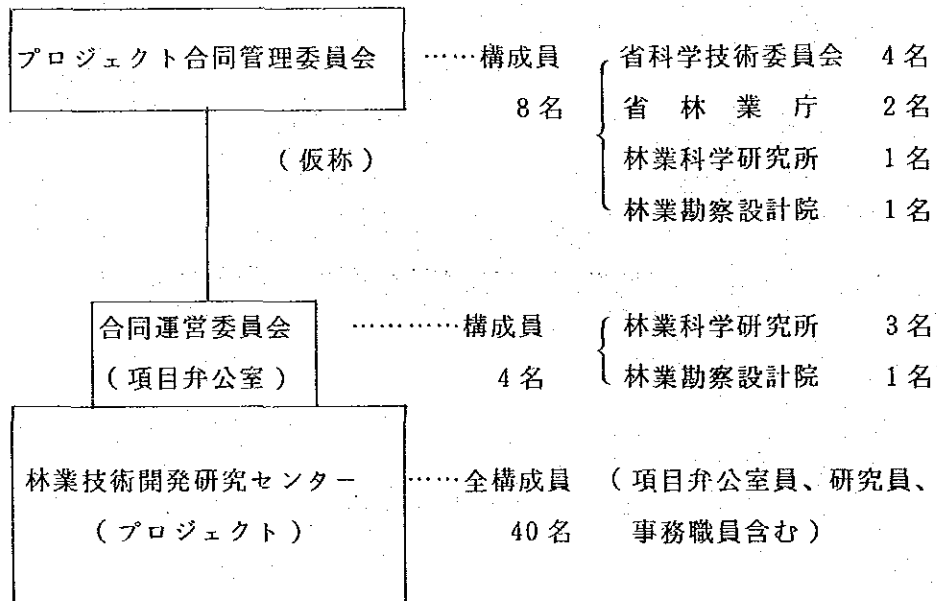 プロジェクト合同管理委員会 ……構成員 省科学技術委員会 4名
8名 省林業庁 2名
(仮称) 林業科学研究所 1名
林業勘察設計院 1名
合同運営委員会 …………構成員 林業科学研究所 3名
(項目弁公室) 4名 林業勘察設計院 1名
林業技術開発研究センター ……全構成員 (項目弁公室員、研究員、
(プロジェクト) 40名 事務職員含む)